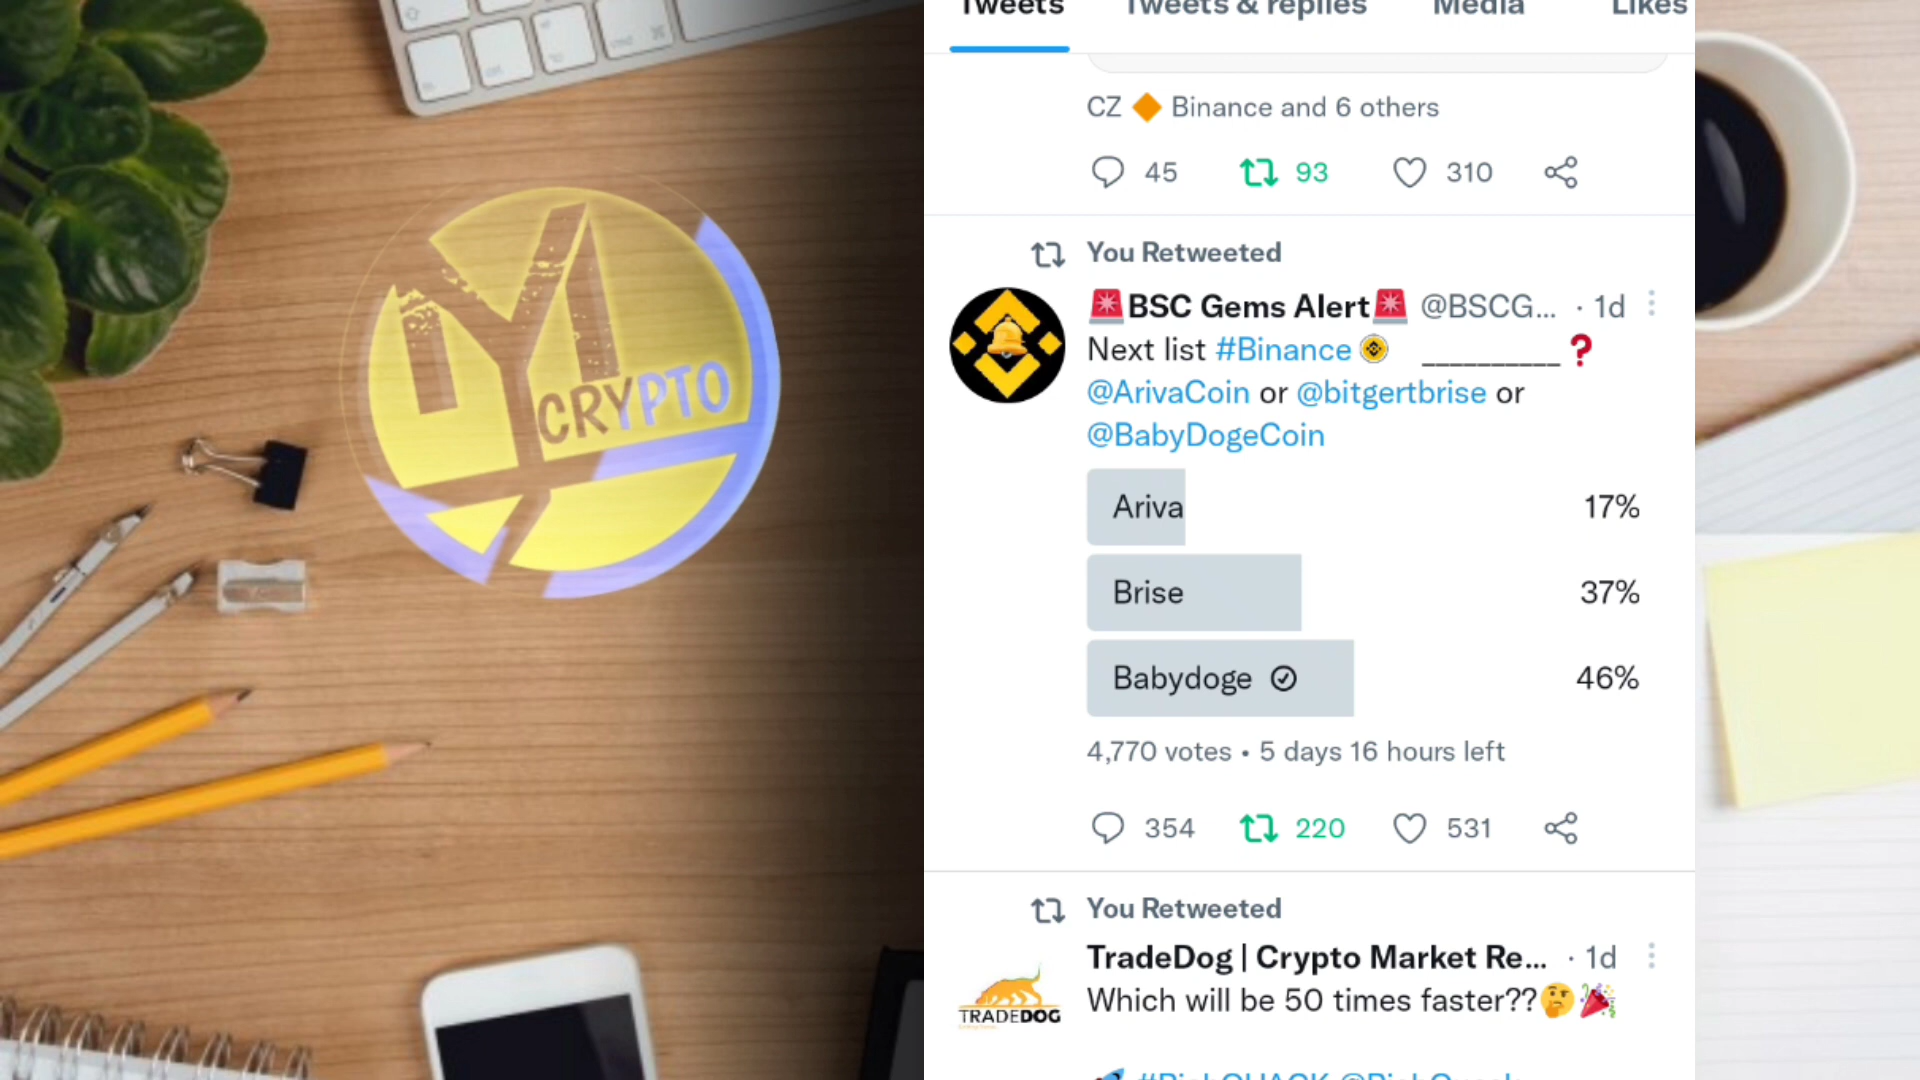 CRYPTO
Tweets Tweets & replies Media Likes
CZ 🔶 Binance and 6 others
45 93 310
You Retweeted
🚨BSC Gems Alert🚨 @BSCG... · 1d
Next list #Binance __________❓
@ArivaCoin or @bitgertbrise or
@BabyDogeCoin
Ariva 17%
Brise 37%
Babydoge 46%
4,770 votes • 5 days 16 hours left
354 220 531
You Retweeted
TradeDog | Crypto Market Re... · 1d
TRADEDOG
Which will be 50 times faster??🤔🎉